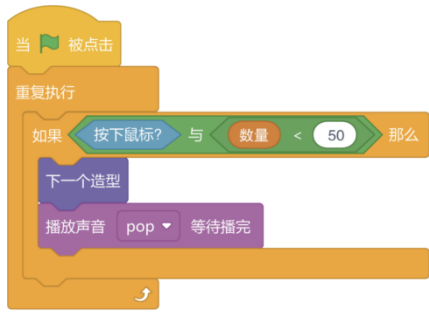 当 被点击
重复执行
如果 按下鼠标? 与 数量 < 50 那么
下一个造型
播放声音 pop 等待播完